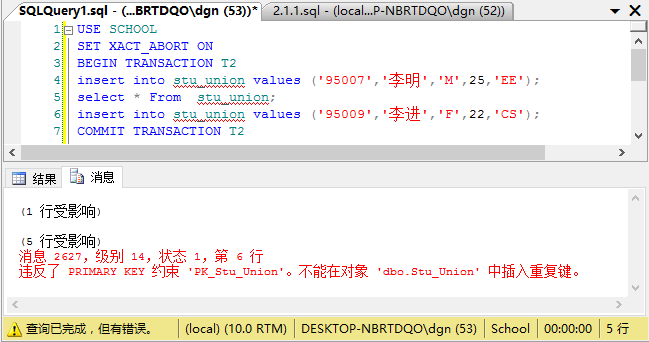 SQLQuery1.sql - (...BRTDQO\dgn (53))* 2.1.1.sql - (local...P-NBRTDQO\dgn (52))
1 USE SCHOOL
2 SET XACT_ABORT ON
3 BEGIN TRANSACTION T2
4 insert into stu_union values ('95007','李明','M',25,'EE');
5 select * From stu_union;
6 insert into stu_union values ('95009','李进','F',22,'CS');
7 COMMIT TRANSACTION T2
结果 消息
(1 行受影响)
(5 行受影响)
消息 2627，级别 14，状态 1，第 6 行
违反了 PRIMARY KEY 约束 'PK_Stu_Union'。不能在对象 'dbo.Stu_Union' 中插入重复键。
查询已完成，但有错误。 (local) (10.0 RTM) DESKTOP-NBRTDQO\dgn (53) School 00:00:00 5 行